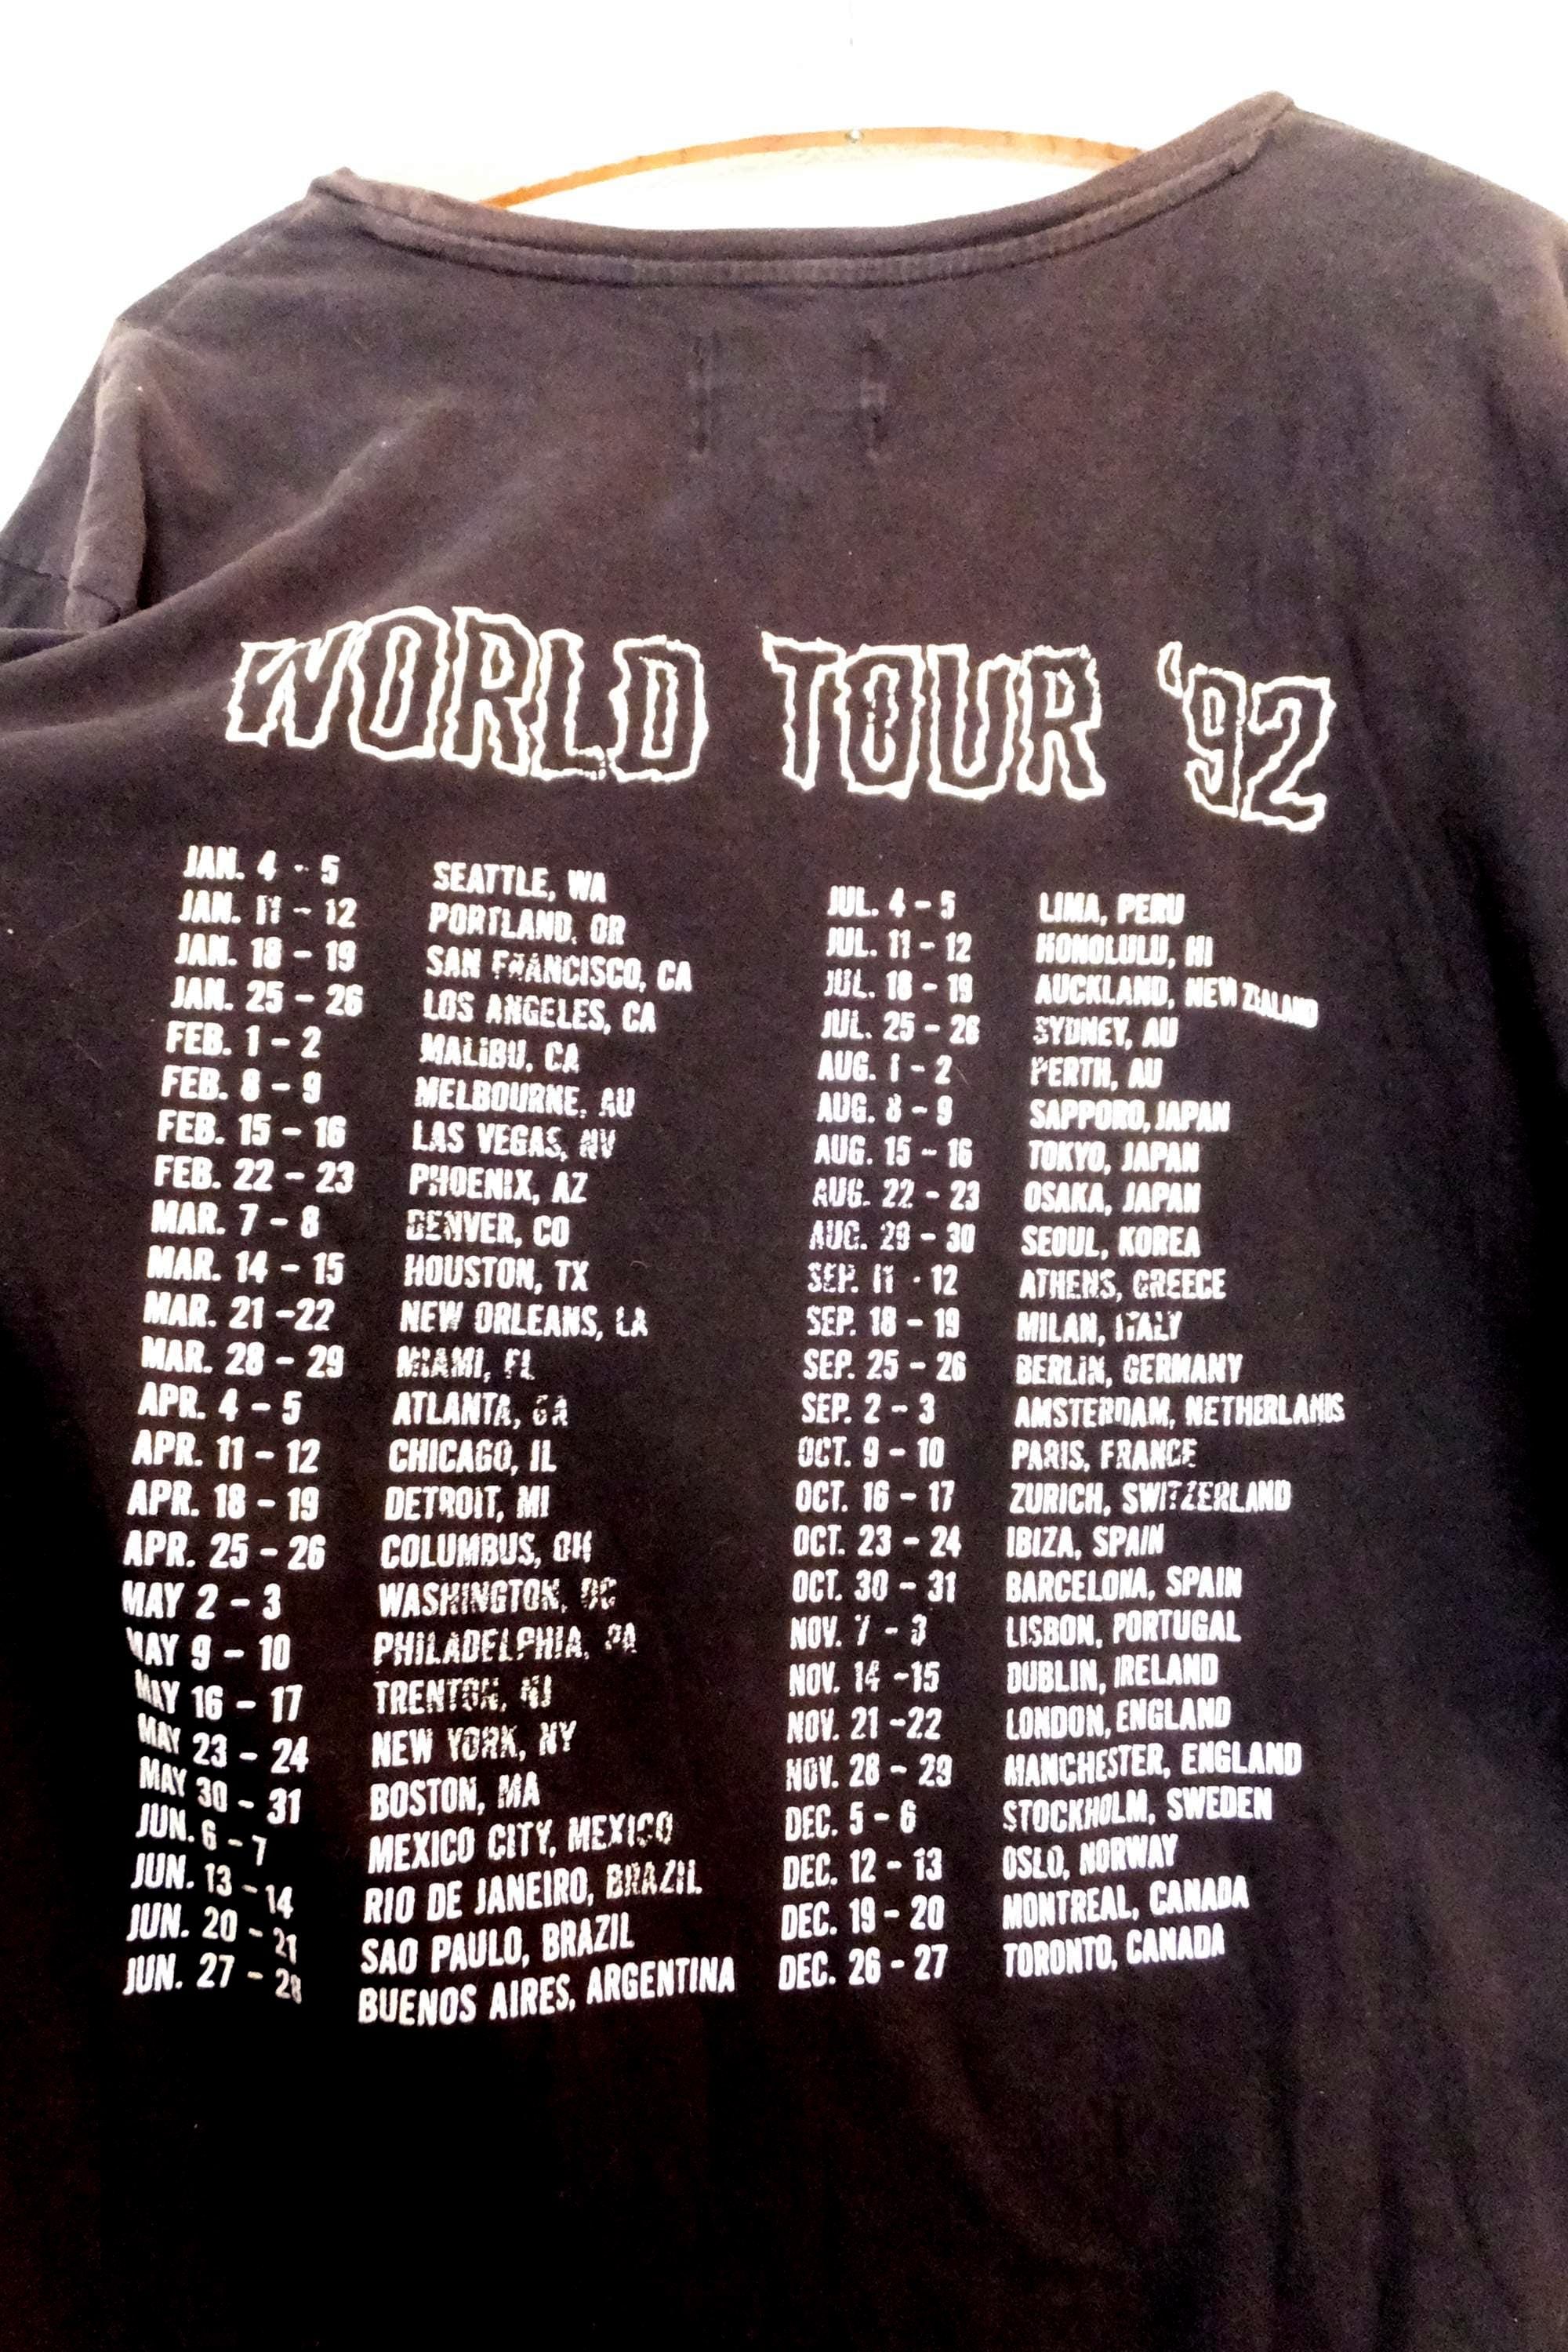 WORLD TOUR '92
JAN. 4 - 5 SEATTLE, WA
JAN. 11 - 12 PORTLAND, OR
JAN. 18 - 19 SAN FRANCISCO, CA
JAN. 25 - 26 LOS ANGELES, CA
FEB. 1 - 2 MALIBU, CA
FEB. 8 - 9 MELBOURNE, AU
FEB. 15 - 16 LAS VEGAS, NV
FEB. 22 - 23 PHOENIX, AZ
MAR. 7 - 8 DENVER, CO
MAR. 14 - 15 HOUSTON, TX
MAR. 21 -22 NEW ORLEANS, LA
MAR. 28 - 29 MIAMI, FL
APR. 4 - 5 ATLANTA, GA
APR. 11 - 12 CHICAGO, IL
APR. 18 - 19 DETROIT, MI
APR. 25 - 26 COLUMBUS, OH
MAY 2 - 3 WASHINGTON, DC
MAY 9 - 10 PHILADELPHIA, PA
MAY 16 - 17 TRENTON, NJ
MAY 23 - 24 NEW YORK, NY
MAY 30 - 31 BOSTON, MA
JUN. 6 - 7 MEXICO CITY, MEXICO
JUN. 13 - 14 RIO DE JANEIRO, BRAZIL
JUN. 20 - 21 SAO PAULO, BRAZIL
JUN. 27 - 28 BUENOS AIRES, ARGENTINA
JUL. 4 - 5 LIMA, PERU
JUL. 11 - 12 HONOLULU, HI
JUL. 18 - 19 AUCKLAND, NEW ZEALAND
JUL. 25 - 26 SYDNEY, AU
AUG. 1 - 2 PERTH, AU
AUG. 8 - 9 SAPPORO, JAPAN
AUG. 15 - 16 TOKYO, JAPAN
AUG. 22 - 23 OSAKA, JAPAN
AUG. 29 - 30 SEOUL, KOREA
SEP. 11 - 12 ATHENS, GREECE
SEP. 18 - 19 MILAN, ITALY
SEP. 25 - 26 BERLIN, GERMANY
SEP. 2 - 3 AMSTERDAM, NETHERLANDS
OCT. 9 - 10 PARIS, FRANCE
OCT. 16 - 17 ZURICH, SWITZERLAND
OCT. 23 - 24 IBIZA, SPAIN
OCT. 30 - 31 BARCELONA, SPAIN
NOV. 7 - 8 LISBON, PORTUGAL
NOV. 14 -15 DUBLIN, IRELAND
NOV. 21 -22 LONDON, ENGLAND
NOV. 28 - 29 MANCHESTER, ENGLAND
DEC. 5 - 6 STOCKHOLM, SWEDEN
DEC. 12 - 13 OSLO, NORWAY
DEC. 19 - 20 MONTREAL, CANADA
DEC. 26 - 27 TORONTO, CANADA